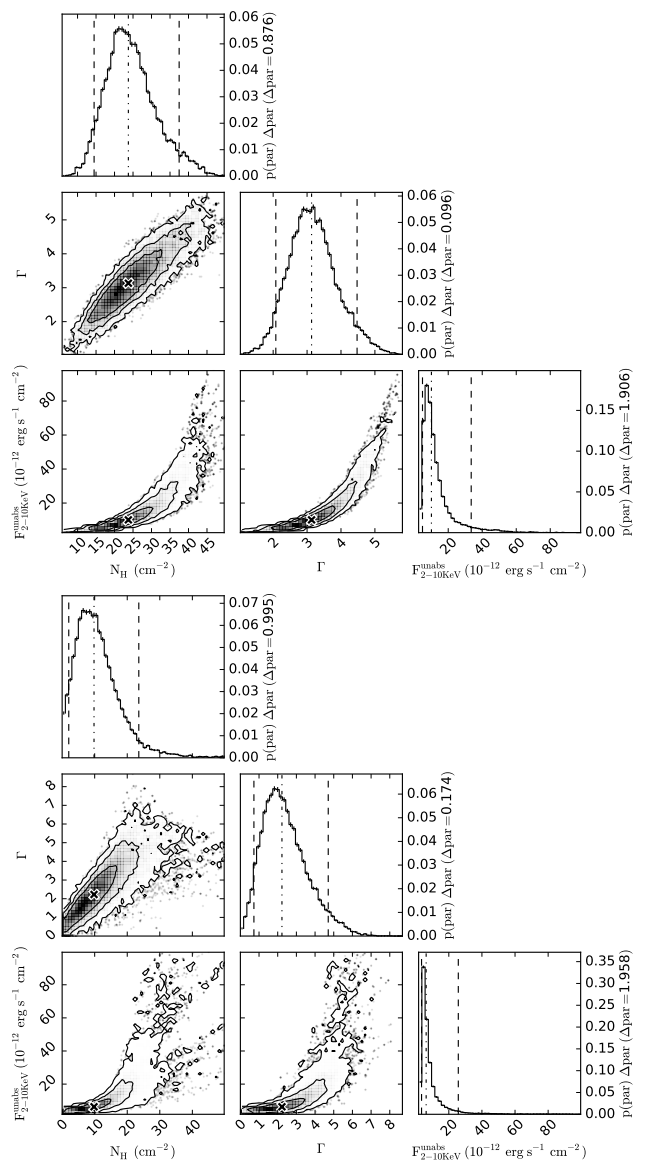 0.06
0.05
0.04
0.03
0.02
0.01
0.00
p(par) Δpar (Δpar=0.876)
5
4
3
2
Γ
0.06
0.05
0.04
0.03
0.02
0.01
0.00
p(par) Δpar (Δpar=0.096)
80
60
40
20
F^{unabs}_{2−10KeV} (10^{−12} erg s^{−1} cm^{−2})
0.15
0.10
0.05
0.00
p(par) Δpar (Δpar=1.906)
10 15 20 25 30 35 40 45
N_H (cm^{−2})
2 3 4 5
Γ
20 40 60 80
F^{unabs}_{2−10KeV} (10^{−12} erg s^{−1} cm^{−2})
0.07
0.06
0.05
0.04
0.03
0.02
0.01
0.00
p(par) Δpar (Δpar=0.995)
8
7
6
5
4
3
2
1
0
Γ
0.06
0.05
0.04
0.03
0.02
0.01
0.00
p(par) Δpar (Δpar=0.174)
80
60
40
20
F^{unabs}_{2−10KeV} (10^{−12} erg s^{−1} cm^{−2})
0.35
0.30
0.25
0.20
0.15
0.10
0.05
0.00
p(par) Δpar (Δpar=1.958)
0 10 20 30 40
N_H (cm^{−2})
0 1 2 3 4 5 6 7 8
Γ
20 40 60 80
F^{unabs}_{2−10KeV} (10^{−12} erg s^{−1} cm^{−2})